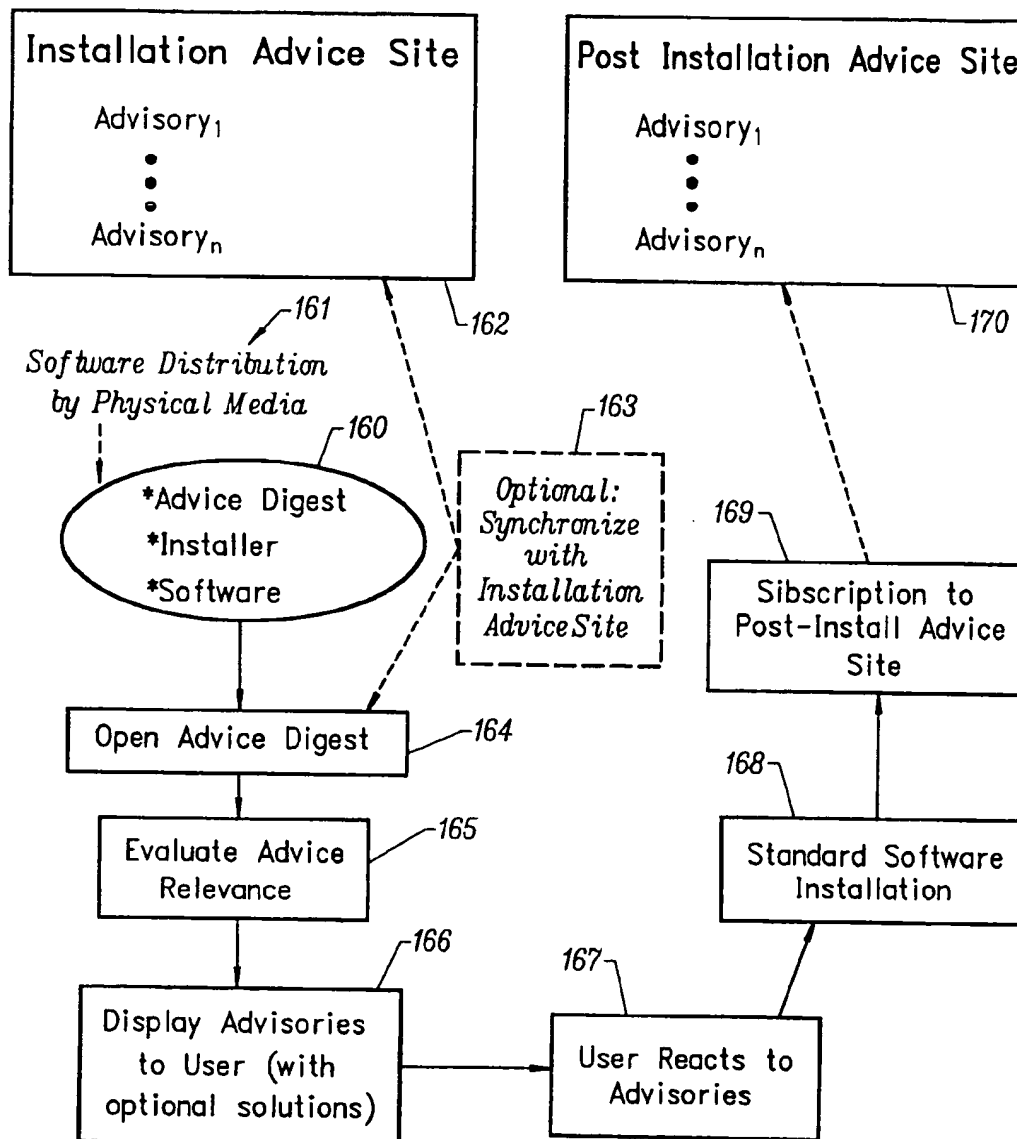 Installation Advice Site
Advisory1
Advisoryn
162
Post Installation Advice Site
Advisory1
Advisoryn
170
161
Software Distribution
by Physical Media
160
*Advice Digest
*Installer
*Software
163
Optional:
Synchronize
with
Installation
Advice Site
Open Advice Digest
164
Evaluate Advice
Relevance
165
166
Display Advisories
to User (with
optional solutions)
167
User Reacts to
Advisories
168
Standard Software
Installation
169
Sibscription to
Post-Install Advice
Site